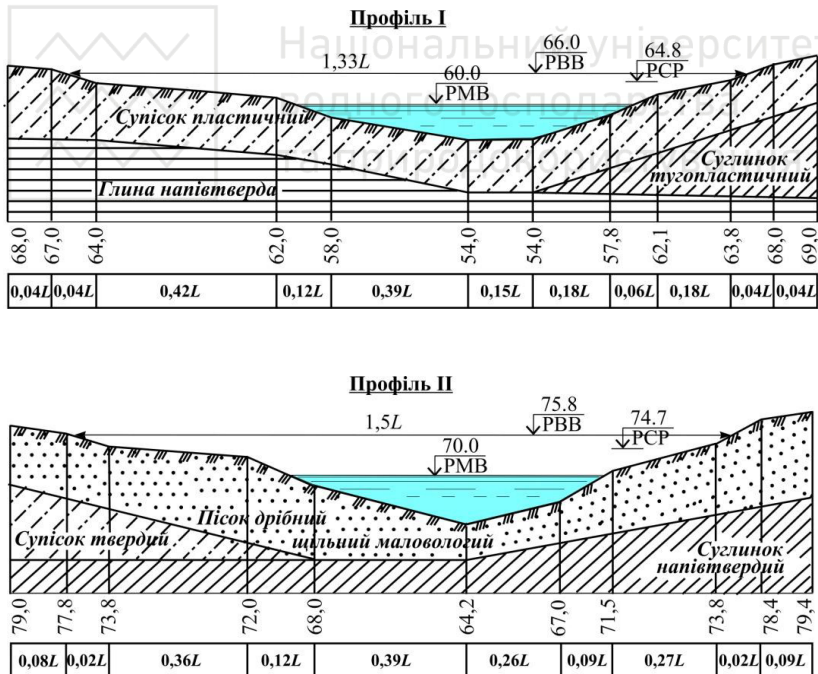 Профіль I
Національний університет
водного господарства
та природокористування
1,33L
66.0
РВВ
64.8
РСР
60.0
РМВ
Супісок пластичний
Суглинок
тугопластичний
Глина напівтверда
68,0 67,0 64,0 62,0 58,0 54,0 54,0 57,8 62,1 63,8 68,0 69,0
0,04L 0,04L 0,42L 0,12L 0,39L 0,15L 0,18L 0,06L 0,18L 0,04L 0,04L
Профіль II
1,5L
75.8
РВВ
74.7
РСР
70.0
РМВ
Пісок дрібний
щільний маловологий
Супісок твердий
Суглинок
напівтвердий
79,0 77,8 73,8 72,0 68,0 64,2 67,0 71,5 73,8 78,4 79,4
0,08L 0,02L 0,36L 0,12L 0,39L 0,26L 0,09L 0,27L 0,02L 0,09L